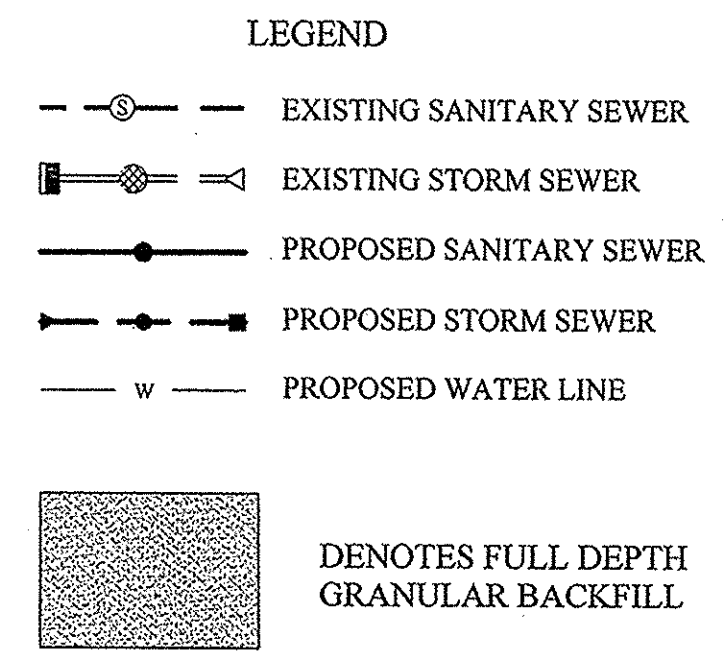 LEGEND
S EXISTING SANITARY SEWER
EXISTING STORM SEWER
PROPOSED SANITARY SEWER
PROPOSED STORM SEWER
W PROPOSED WATER LINE
DENOTES FULL DEPTH
GRANULAR BACKFILL